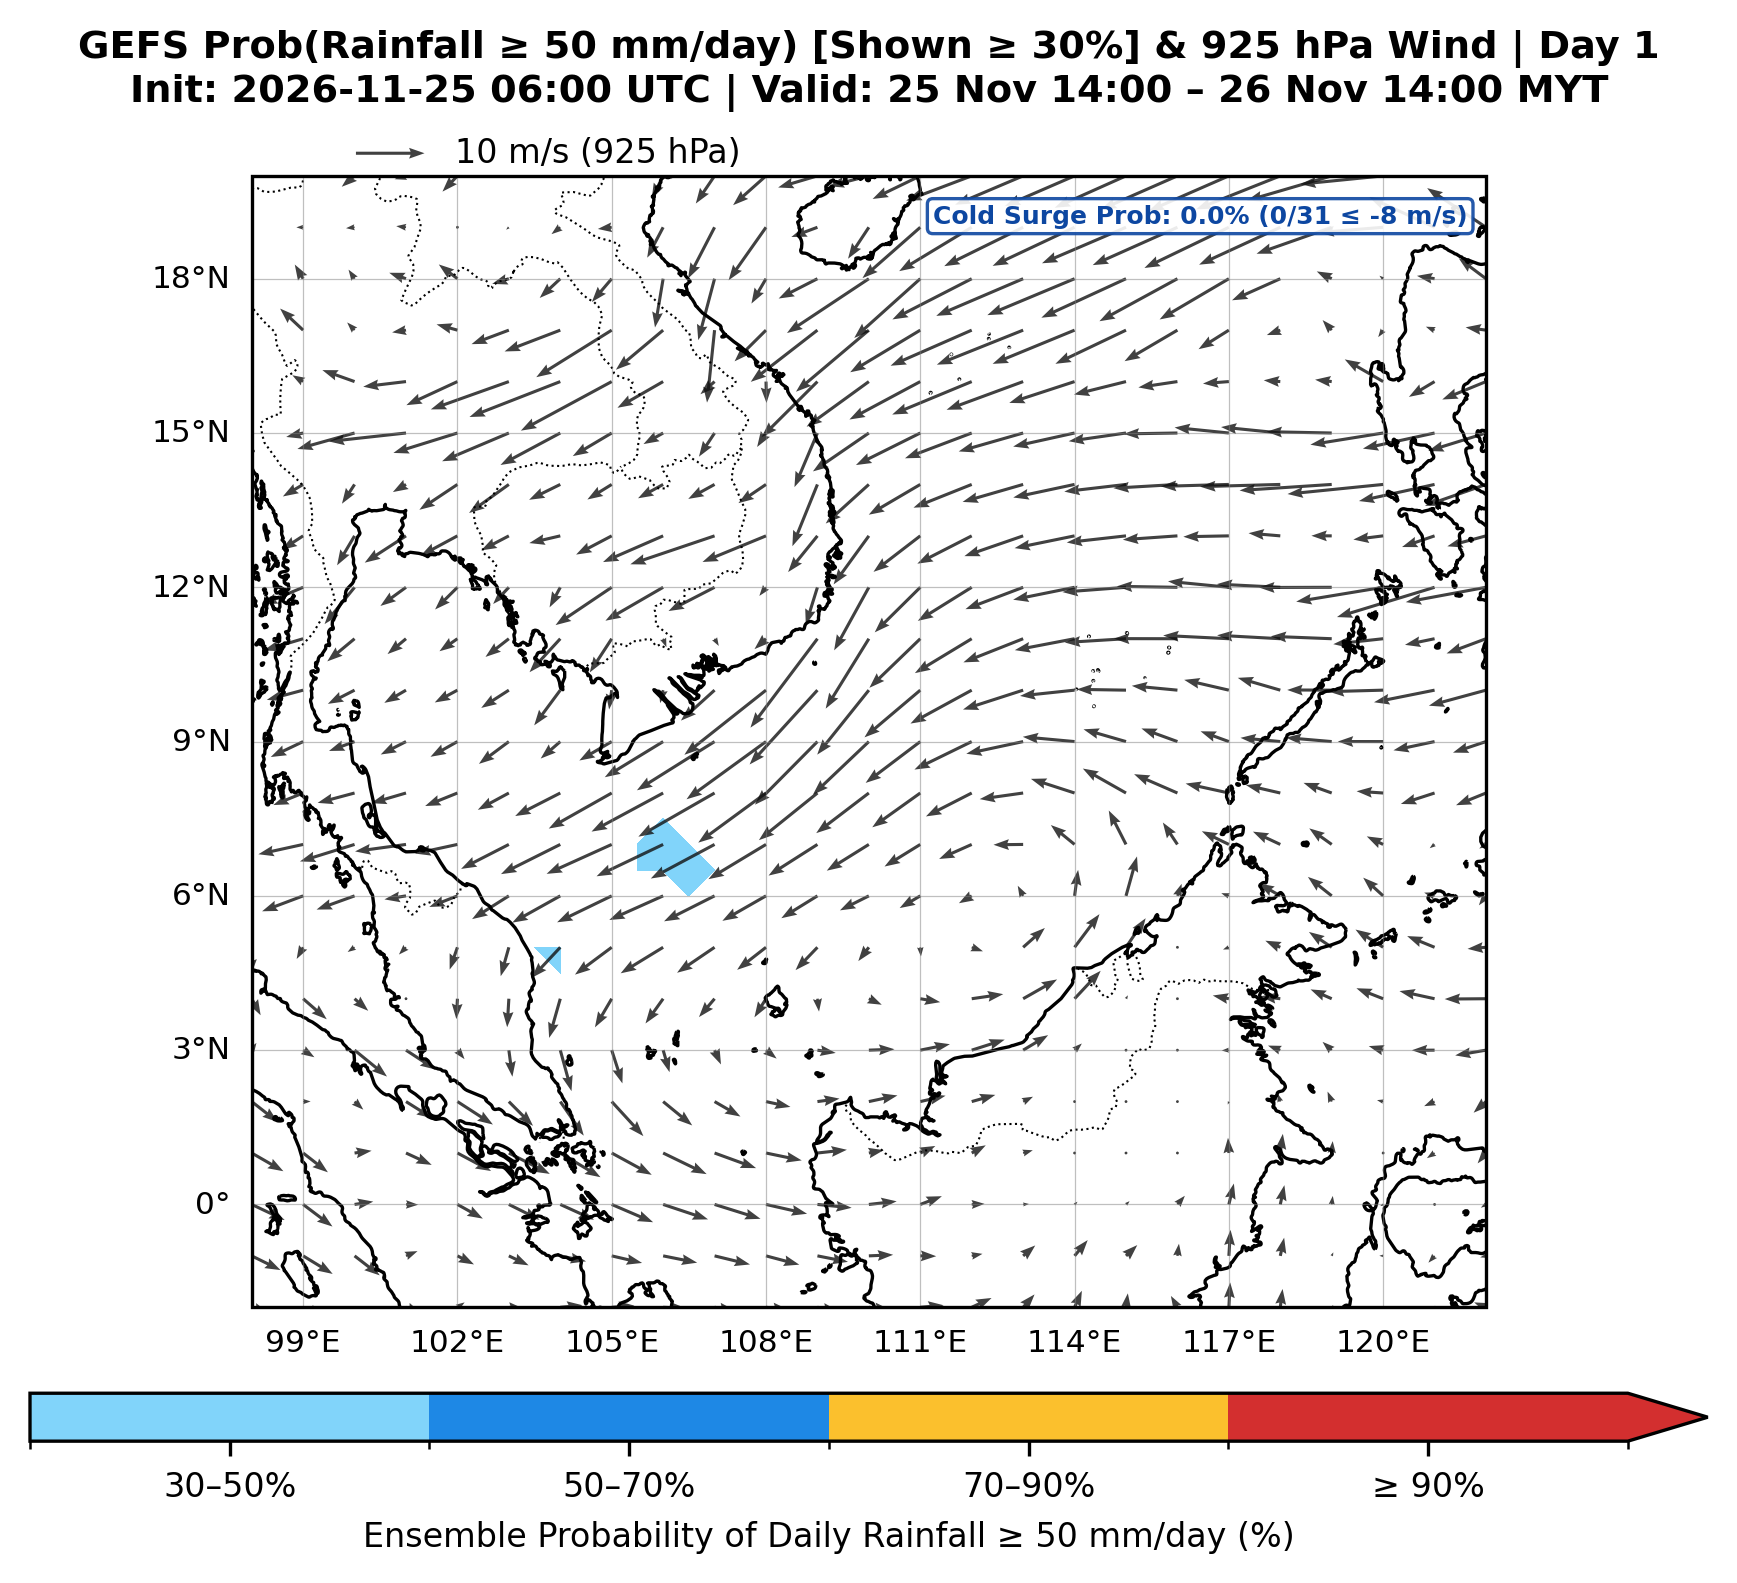 GEFS Prob(Rainfall ≥ 50 mm/day) [Shown ≥ 30%] & 925 hPa Wind | Day 1
Init: 2026-11-25 06:00 UTC | Valid: 25 Nov 14:00 – 26 Nov 14:00 MYT
10 m/s (925 hPa)
Cold Surge Prob: 0.0% (0/31 ≤ -8 m/s)
18°N
15°N
12°N
9°N
6°N
3°N
0°
99°E 102°E 105°E 108°E 111°E 114°E 117°E 120°E
30–50% 50–70% 70–90% ≥ 90%
Ensemble Probability of Daily Rainfall ≥ 50 mm/day (%)